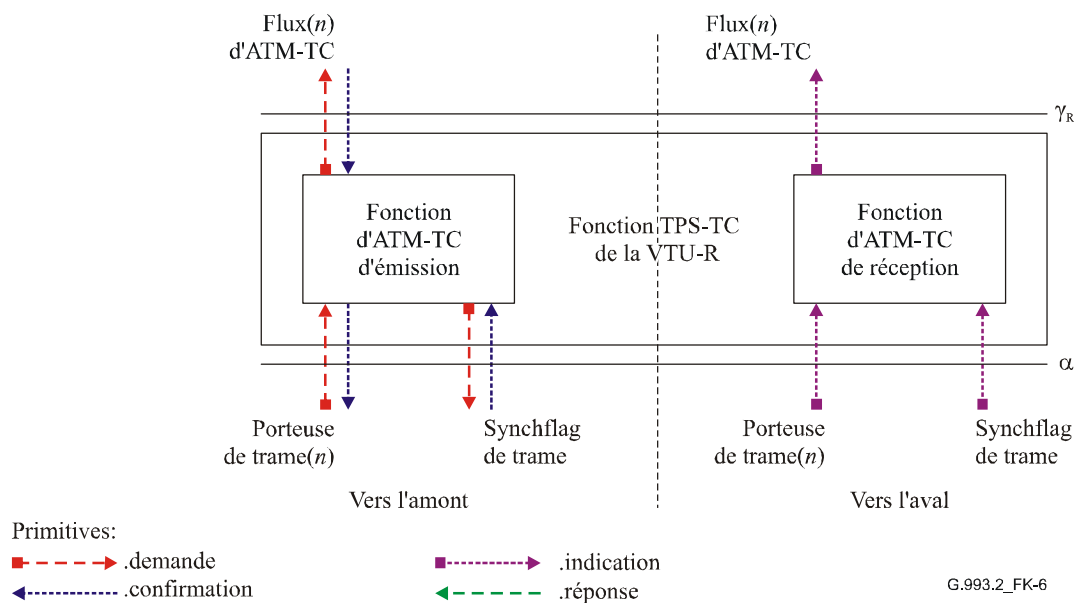 Flux(n)
d'ATM-TC
Flux(n)
d'ATM-TC
γR
Fonction
d'ATM-TC
d'émission
Fonction TPS-TC
de la VTU-R
Fonction
d'ATM-TC
de réception
α
Porteuse
de trame(n)
Synchflag
de trame
Porteuse
de trame(n)
Synchflag
de trame
Vers l'amont
Vers l'aval
Primitives:
.demande
.indication
.confirmation
.réponse
G.993.2_FK-6